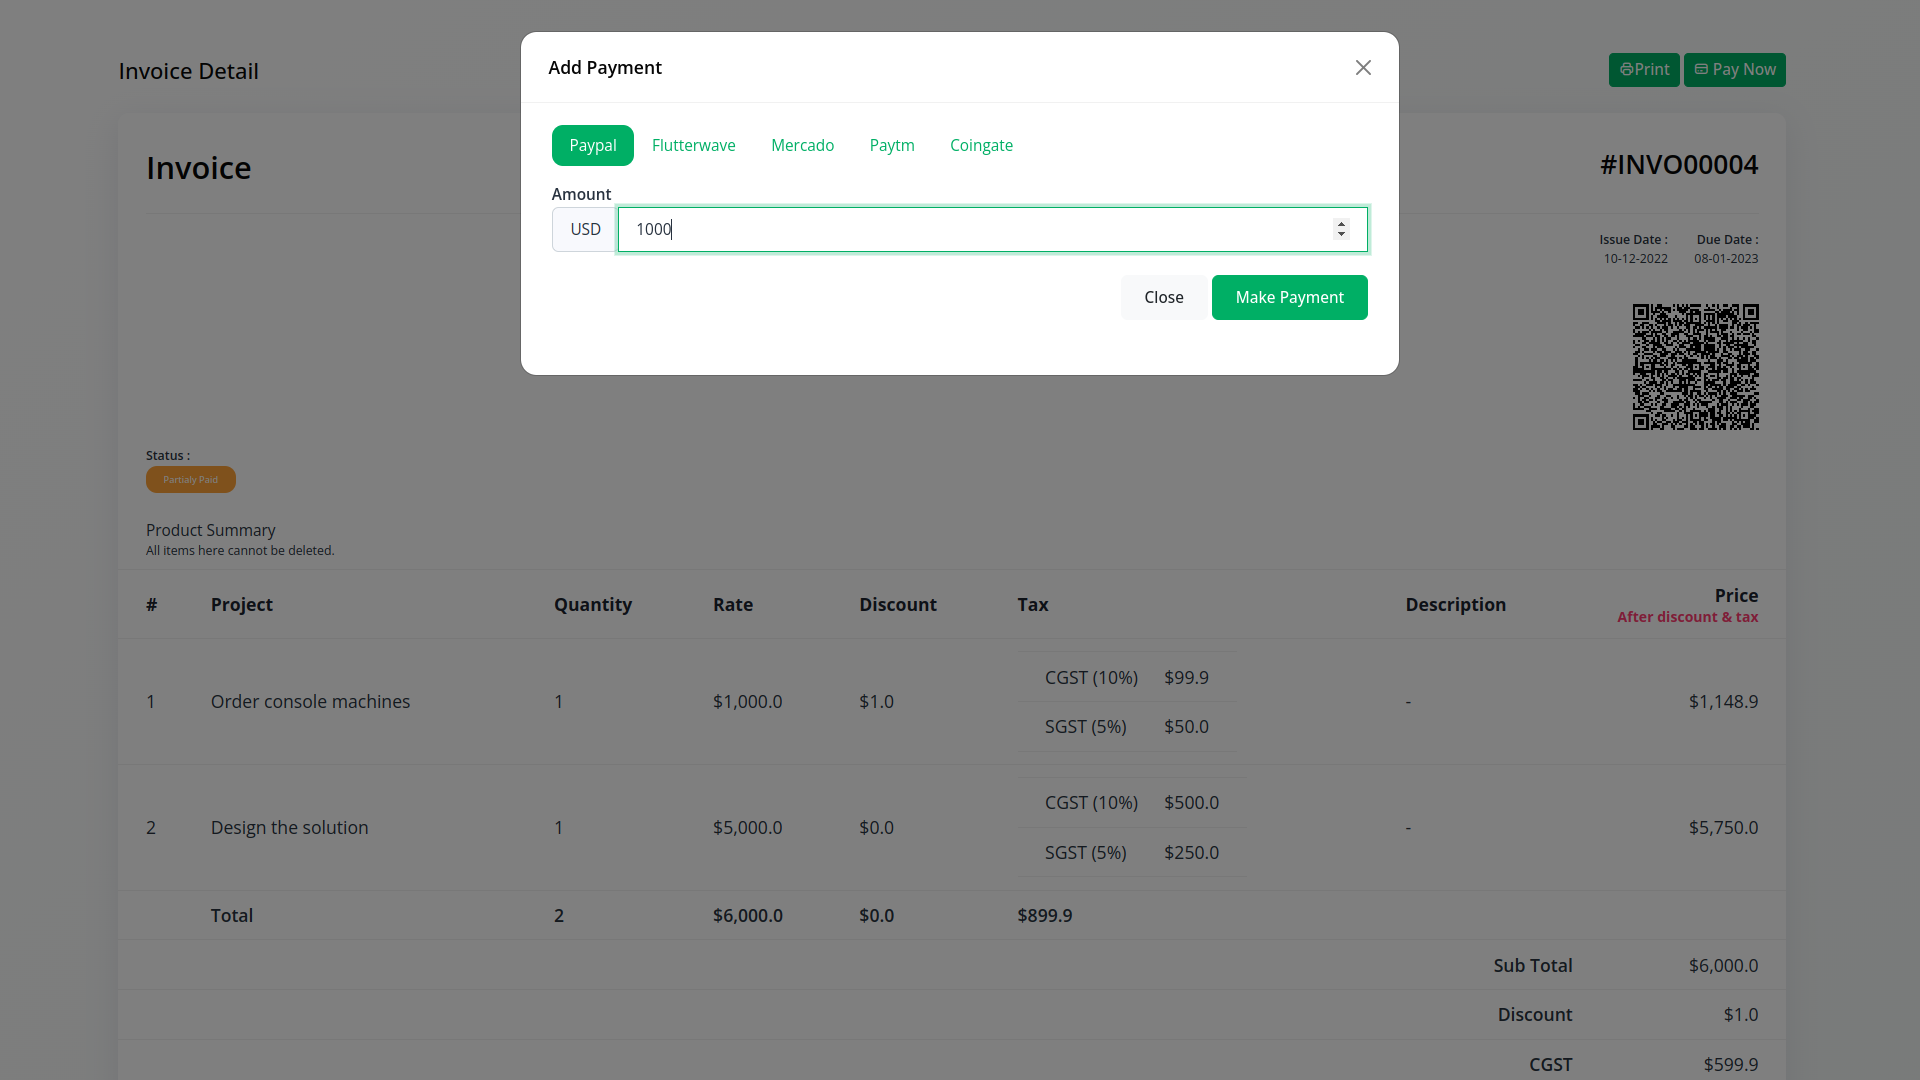 Add Payment
Invoice Detail
Print
Pay Now
Paypal
Flutterwave
Mercado
Paytm
Coingate
Invoice
#INVO00004
Amount
USD
1000
Issue Date :
10-12-2022
Due Date :
08-01-2023
Close
Make Payment
Status :
Partialy Paid
Product Summary
All items here cannot be deleted.
# Project Quantity Rate Discount Tax Description Price
After discount & tax
CGST (10%) $99.9
1 Order console machines 1 $1,000.0 $1.0 - $1,148.9
SGST (5%) $50.0
CGST (10%) $500.0
2 Design the solution 1 $5,000.0 $0.0 - $5,750.0
SGST (5%) $250.0
Total 2 $6,000.0 $0.0 $899.9
Sub Total $6,000.0
Discount $1.0
CGST $599.9